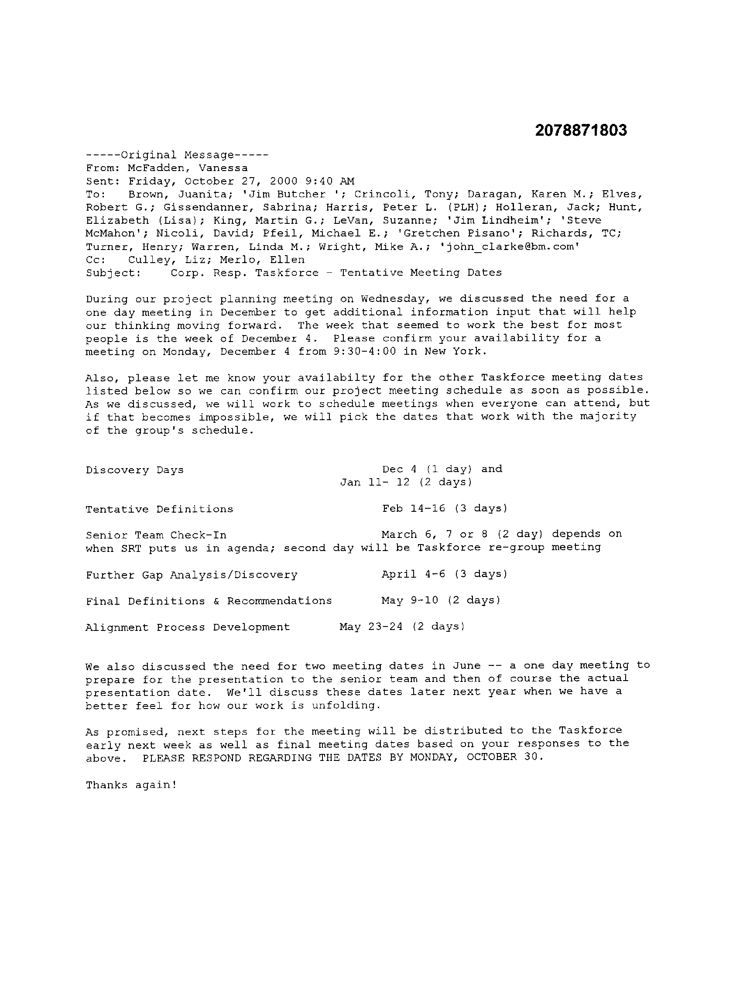 2078871803
-----Original Message-----
From: McFadden, Vanessa
Sent: Friday, October 27, 2000 9:40 AM
To: Brown, Juanita; 'Jim Butcher '; Crincoli, Tony; Daragan, Karen M.; Elves,
Robert G.; Gissendanner, Sabrina; Harris, Peter L. (PLH); Holleran, Jack; Hunt,
Elizabeth (Lisa); King, Martin G.; LeVan, Suzanne; 'Jim Lindheim'; 'Steve
McMahon'; Nicoli, David; Pfeil, Michael E.; 'Gretchen Pisano'; Richards, TC;
Turner, Henry; Warren, Linda M.; Wright, Mike A.; 'john_clarke@bm.com'
Cc: Culley, Liz; Merlo, Ellen
Subject: Corp. Resp. Taskforce - Tentative Meeting Dates
During our project planning meeting on Wednesday, we discussed the need for a
one day meeting in December to get additional information input that will help
our thinking moving forward. The week that seemed to work the best for most
people is the week of December 4. Please confirm your availability for a
meeting on Monday, December 4 from 9:30-4:00 in New York.
Also, please let me know your availabilty for the other Taskforce meeting dates
listed below so we can confirm our project meeting schedule as soon as possible.
As we discussed, we will work to schedule meetings when everyone can attend, but
if that becomes impossible, we will pick the dates that work with the majority
of the group's schedule.
Discovery Days Dec 4 (1 day) and
Jan 11- 12 (2 days)
Tentative Definitions Feb 14-16 (3 days)
Senior Team Check-In March 6, 7 or 8 (2 day) depends on
when SRT puts us in agenda; second day will be Taskforce re-group meeting
Further Gap Analysis/Discovery April 4-6 (3 days)
Final Definitions & Recommendations May 9-10 (2 days)
Alignment Process Development May 23-24 (2 days)
We also discussed the need for two meeting dates in June -- a one day meeting to
prepare for the presentation to the senior team and then of course the actual
presentation date. We'll discuss these dates later next year when we have a
better feel for how our work is unfolding.
As promised, next steps for the meeting will be distributed to the Taskforce
early next week as well as final meeting dates based on your responses to the
above. PLEASE RESPOND REGARDING THE DATES BY MONDAY, OCTOBER 30.
Thanks again!